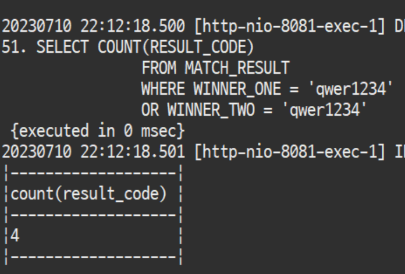 20230710 22:12:18.500 [http-nio-8081-exec-1]
51. SELECT COUNT(RESULT_CODE)
FROM MATCH_RESULT
WHERE WINNER_ONE = 'qwer1234'
OR WINNER_TWO = 'qwer1234'
{executed in 0 msec}
20230710 22:12:18.501 [http-nio-8081-exec-1]
|-------------------|
|count(result_code) |
|-------------------|
|4                  |
|-------------------|